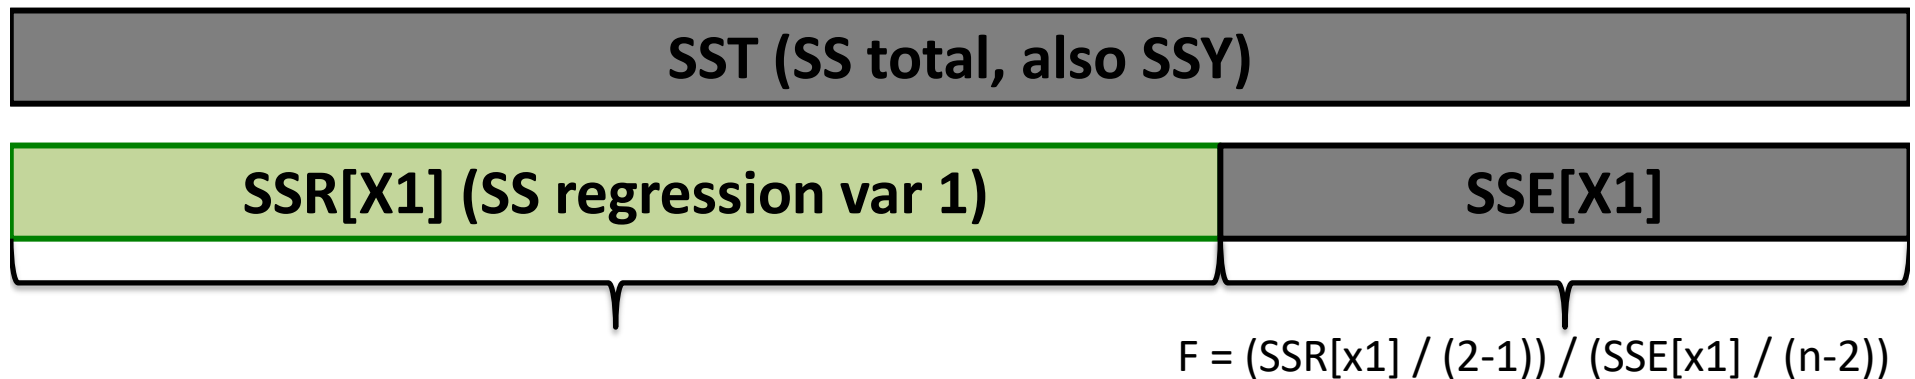 SST (SS total, also SSY)
SSR[X1] (SS regression var 1)
SSE[X1]
F = (SSR[x1] / (2-1)) / (SSE[x1] / (n-2))